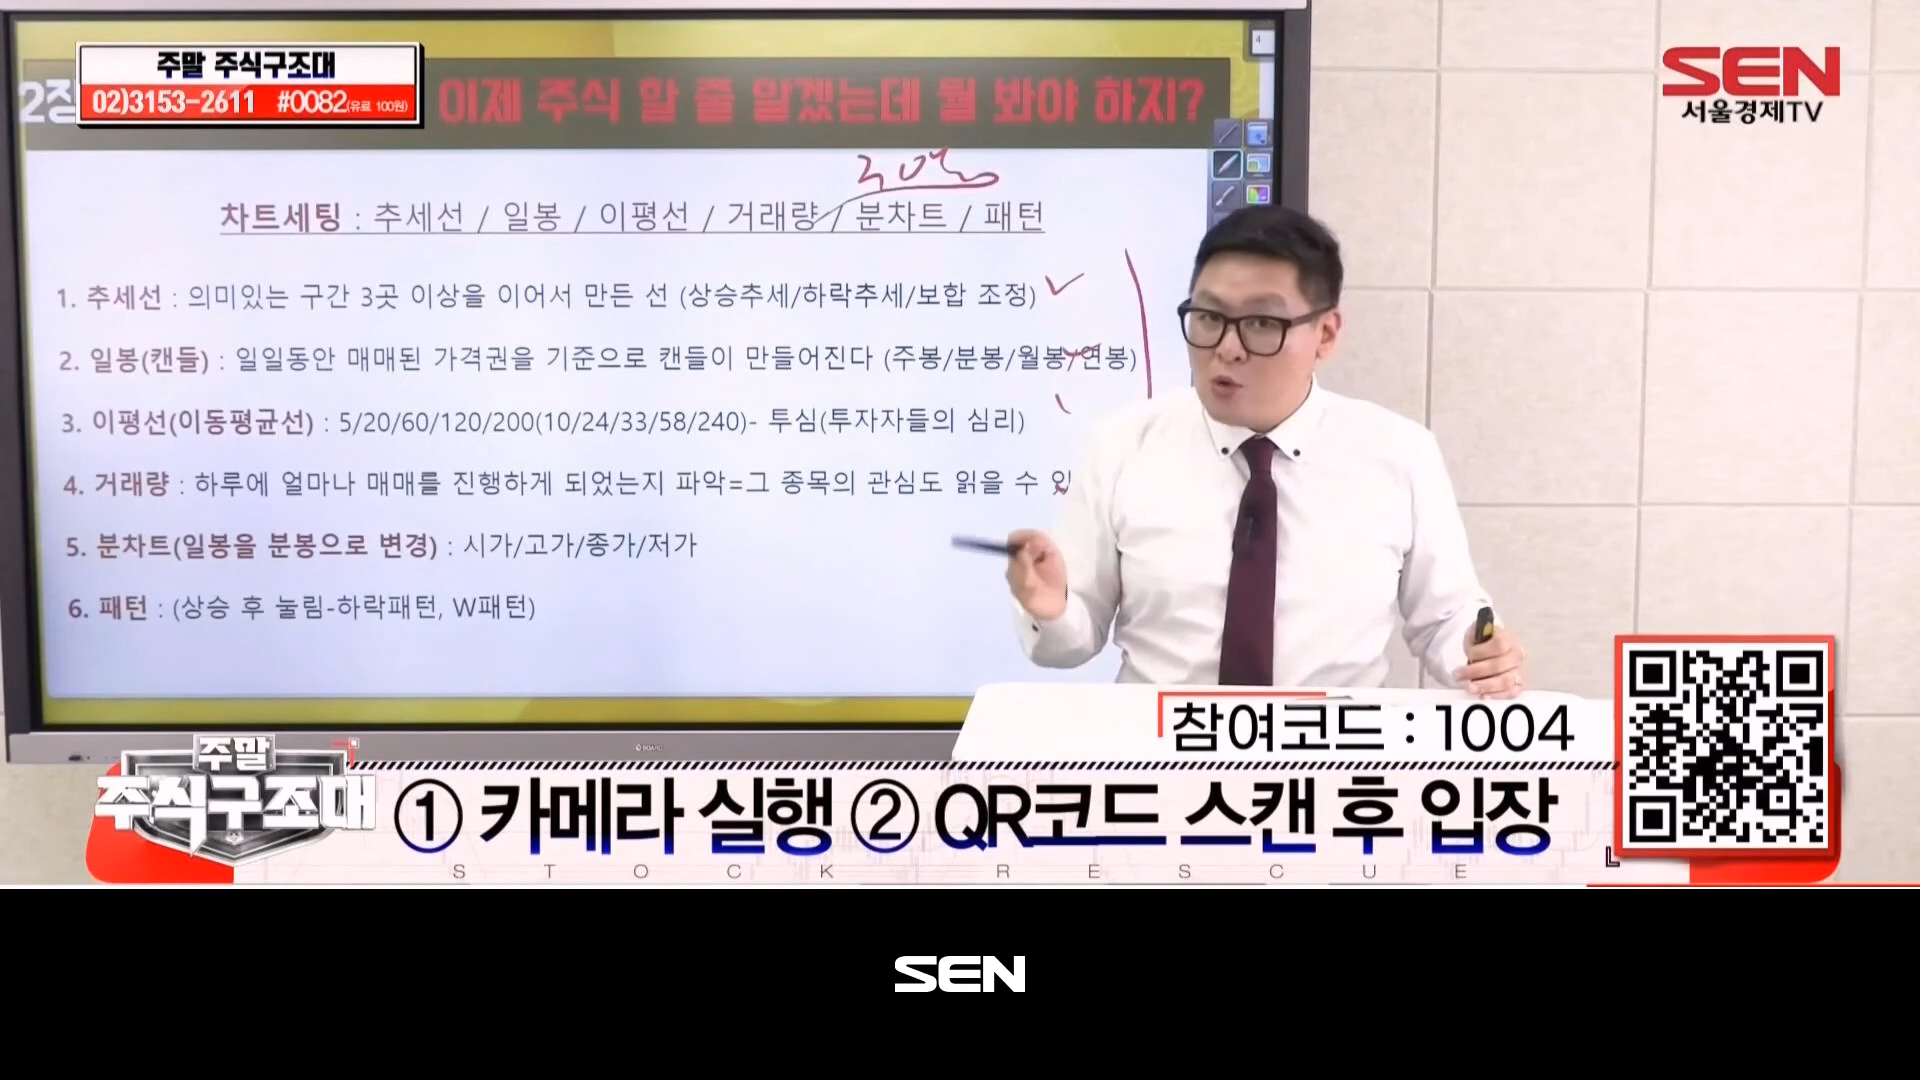 주말 주식구조대
02)3153-2611 #0082(유료 100원)
SEN
서울경제TV
이제 주식 할 줄 알겠는데 뭘 봐야 하지?
차트세팅 : 추세선 / 일봉 / 이평선 / 거래량 / 분차트 / 패턴
1. 추세선 : 의미있는 구간 3곳 이상을 이어서 만든 선 (상승추세/하락추세/보합 조정)
2. 일봉(캔들) : 일일동안 매매된 가격권을 기준으로 캔들이 만들어진다 (주봉/분봉/월봉/연봉)
3. 이평선(이동평균선) : 5/20/60/120/200(10/24/33/58/240)- 투심(투자자들의 심리)
4. 거래량 : 하루에 얼마나 매매를 진행하게 되었는지 파악=그 종목의 관심도 읽을 수 있
5. 분차트(일봉을 분봉으로 변경) : 시가/고가/종가/저가
6. 패턴 : (상승 후 눌림-하락패턴, W패턴)
참여코드 : 1004
주말
주식구조대
① 카메라 실행 ② QR코드 스캔 후 입장
STOCK RESCUE
SEN